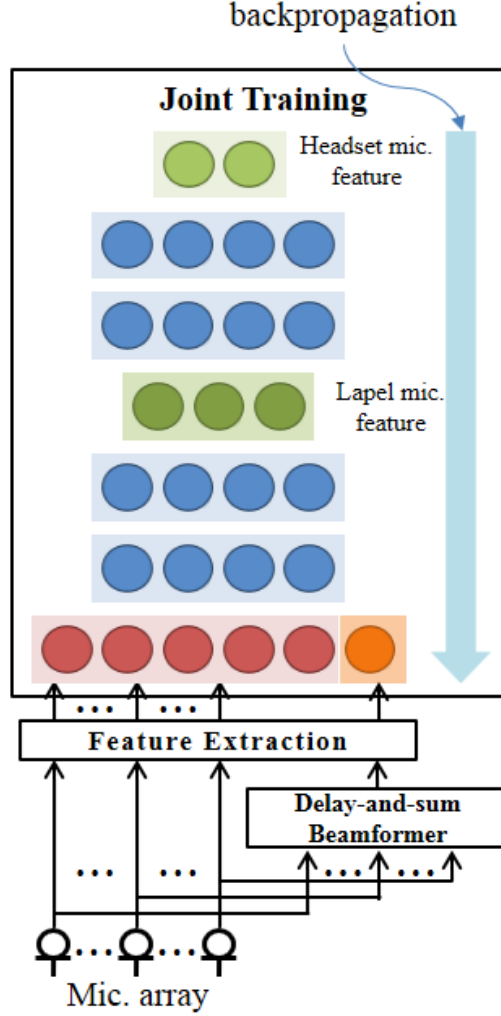 backpropagation
Joint Training
Headset mic.
feature
Lapel mic.
feature
... ...
Feature Extraction
Delay-and-sum
Beamformer
... ... ... ...
... ...
Mic. array